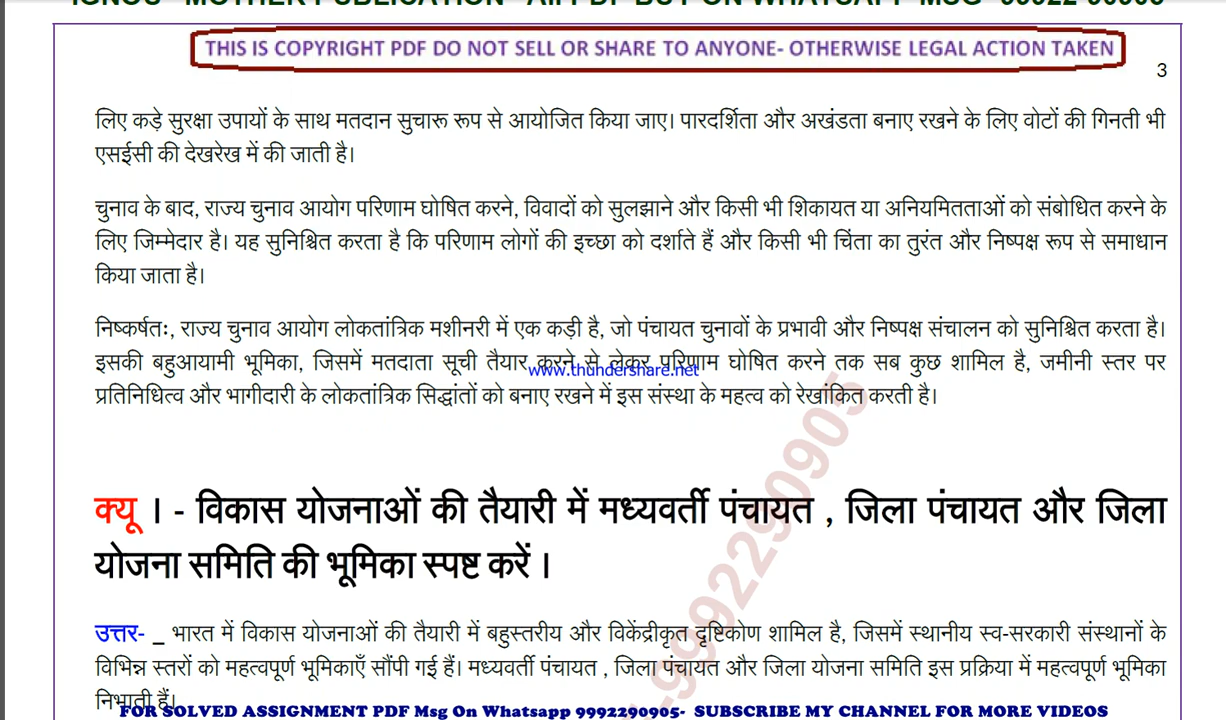 IGNOU - MOTHER PUBLICATION - All PDF BUY ON WHATSAPP MSG- 99922-90905
THIS IS COPYRIGHT PDF DO NOT SELL OR SHARE TO ANYONE- OTHERWISE LEGAL ACTION TAKEN
3
लिए कड़े सुरक्षा उपायों के साथ मतदान सुचारू रूप से आयोजित किया जाए। पारदर्शिता और अखंडता बनाए रखने के लिए वोटों की गिनती भी
एसईसी की देखरेख में की जाती है।
चुनाव के बाद, राज्य चुनाव आयोग परिणाम घोषित करने, विवादों को सुलझाने और किसी भी शिकायत या अनियमितताओं को संबोधित करने के
लिए जिम्मेदार है। यह सुनिश्चित करता है कि परिणाम लोगों की इच्छा को दर्शाते हैं और किसी भी चिंता का तुरंत और निष्पक्ष रूप से समाधान
किया जाता है।
निष्कर्षतः, राज्य चुनाव आयोग लोकतांत्रिक मशीनरी में एक कड़ी है, जो पंचायत चुनावों के प्रभावी और निष्पक्ष संचालन को सुनिश्चित करता है।
इसकी बहुआयामी भूमिका, जिसमें मतदाता सूची तैयार करने से लेकर परिणाम घोषित करने तक सब कुछ शामिल है, जमीनी स्तर पर
www.thundershare.net
प्रतिनिधित्व और भागीदारी के लोकतांत्रिक सिद्धांतों को बनाए रखने में इस संस्था के महत्व को रेखांकित करती है।
क्यू । - विकास योजनाओं की तैयारी में मध्यवर्ती पंचायत , जिला पंचायत और जिला
योजना समिति की भूमिका स्पष्ट करें ।
उत्तर- _ भारत में विकास योजनाओं की तैयारी में बहुस्तरीय और विकेंद्रीकृत दृष्टिकोण शामिल है, जिसमें स्थानीय स्व-सरकारी संस्थानों के
विभिन्न स्तरों को महत्वपूर्ण भूमिकाएँ सौंपी गई हैं। मध्यवर्ती पंचायत , जिला पंचायत और जिला योजना समिति इस प्रक्रिया में महत्वपूर्ण भूमिका
निभाती हैं।
-9992290905
FOR SOLVED ASSIGNMENT PDF Msg On Whatsapp 9992290905- SUBSCRIBE MY CHANNEL FOR MORE VIDEOS